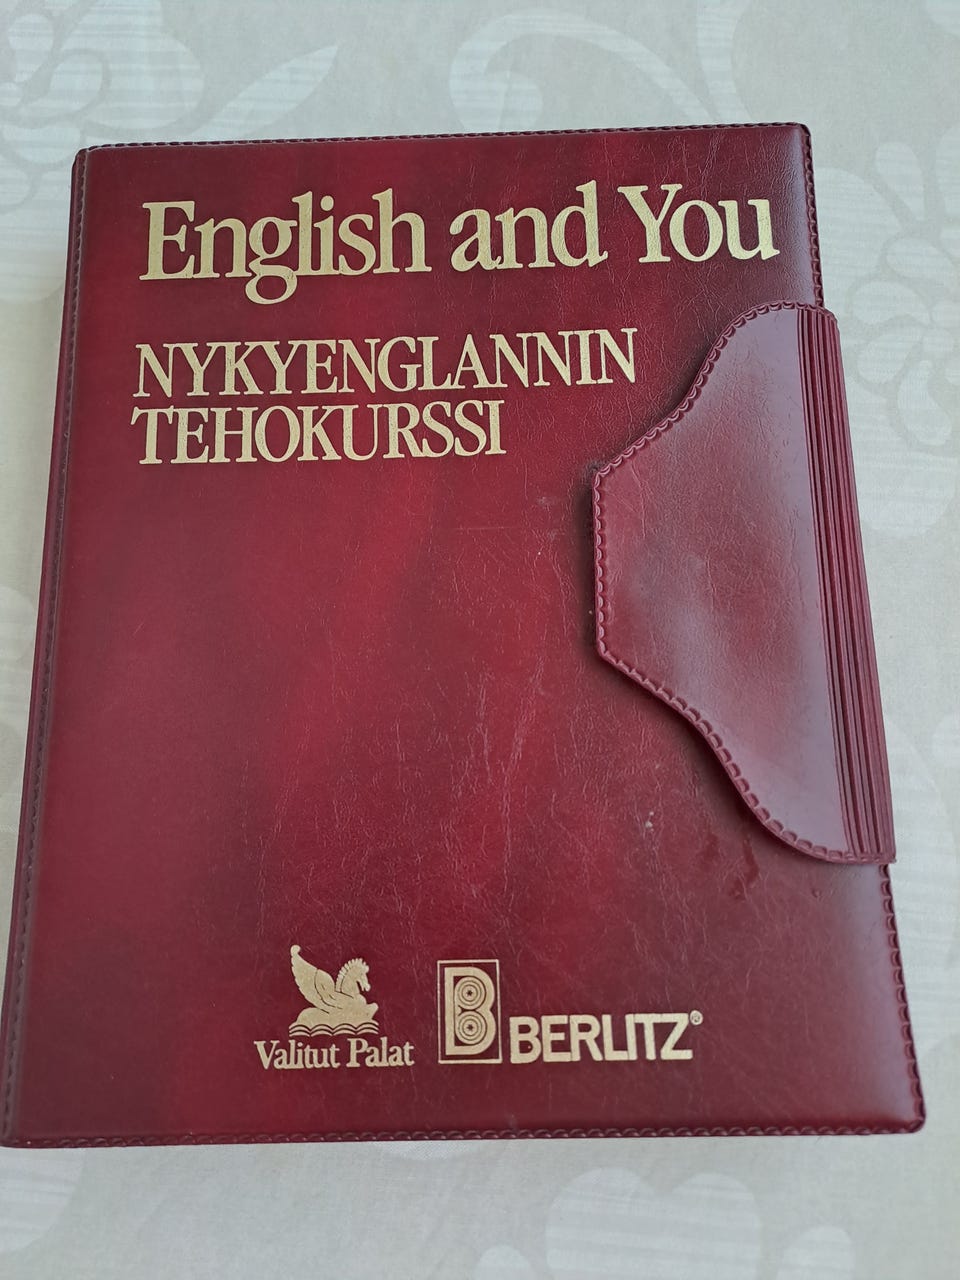 English and You
NYKYENGLANNIN
TEHOKURSSI
Valitut Palat
B BERLITZ®